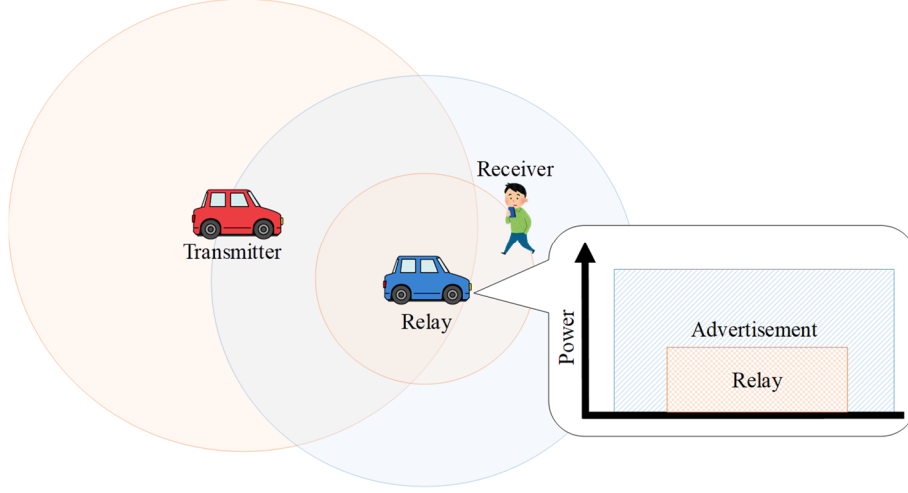 Receiver
Transmitter
Relay
Power
Advertisement
Relay